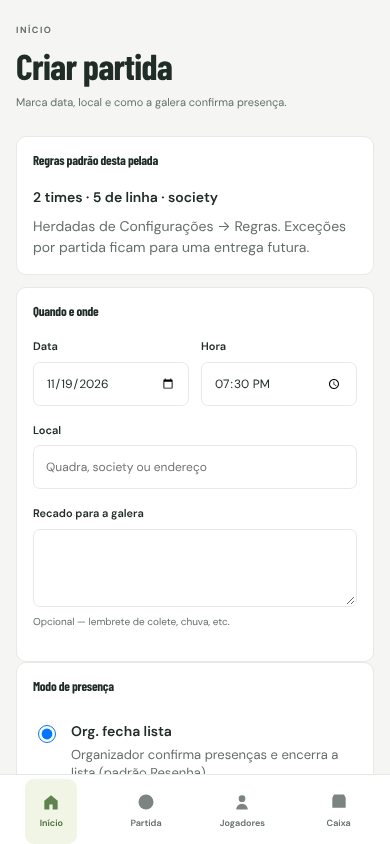 INÍCIO
Criar partida
Marca data, local e como a galera confirma presença.
Regras padrão desta pelada
2 times · 5 de linha · society
Herdadas de Configurações → Regras. Exceções
por partida ficam para uma entrega futura.
Quando e onde
Data
Hora
11/19/2026
07:30 PM
Local
Quadra, society ou endereço
Recado para a galera
Opcional — lembrete de colete, chuva, etc.
Modo de presença
Org. fecha lista
Organizador confirma presenças e encerra a
lista (padrão Resenha)
Início
Partida
Jogadores
Caixa